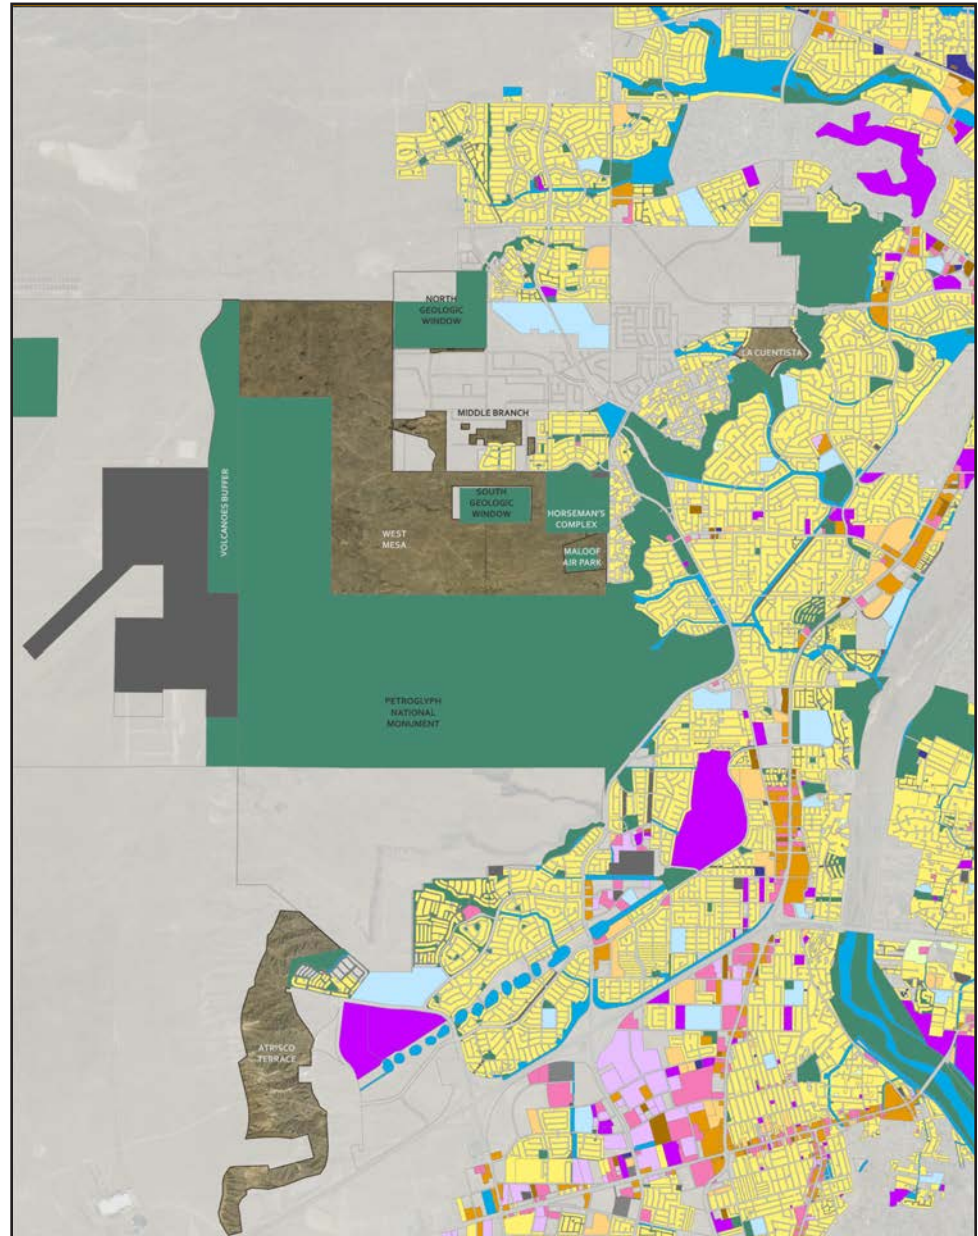 NORTH
GEOLOGIC
WINDOW
LA CUENTISTA
MIDDLE BRANCH
VOLCANOES BUFFER
SOUTH
GEOLOGIC
WINDOW
HORSEMAN'S
COMPLEX
WEST
MESA
MALOOF
AIR PARK
PETROGLYPH
NATIONAL
MONUMENT
ATRISCO
TERRACE